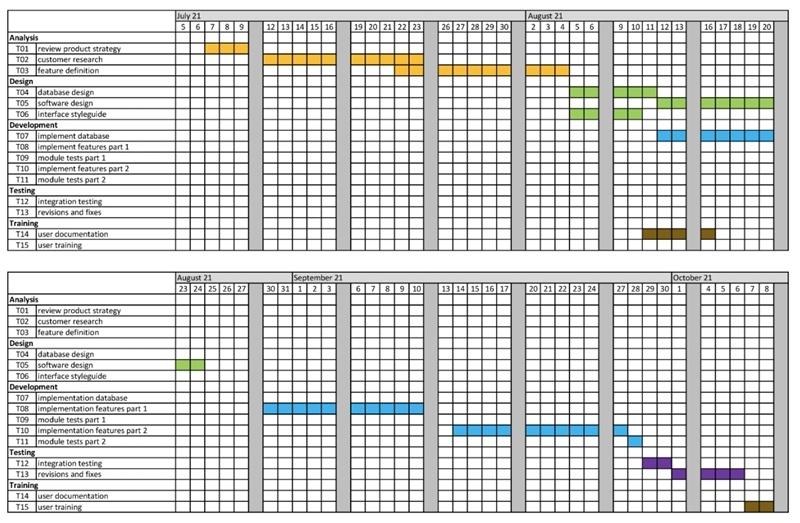 July 21 August 21
5 6 7 8 9 12 13 14 15 16 19 20 21 22 23 26 27 28 29 30 2 3 4 5 6 9 10 11 12 13 16 17 18 19 20
Analysis
T01 review product strategy
T02 customer research
T03 feature definition
Design
T04 database design
T05 software design
T06 interface styleguide
Development
T07 implement database
T08 implement features part 1
T09 module tests part 1
T10 implement features part 2
T11 module tests part 2
Testing
T12 integration testing
T13 revisions and fixes
Training
T14 user documentation
T15 user training
August 21 September 21 October 21
23 24 25 26 27 30 31 1 2 3 6 7 8 9 10 13 14 15 16 17 20 21 22 23 24 27 28 29 30 1 4 5 6 7 8
Analysis
T01 review product strategy
T02 customer research
T03 feature definition
Design
T04 database design
T05 software design
T06 interface styleguide
Development
T07 implementation database
T08 implementation features part 1
T09 module tests part 1
T10 implementation features part 2
T11 module tests part 2
Testing
T12 integration testing
T13 revisions and fixes
Training
T14 user documentation
T15 user training